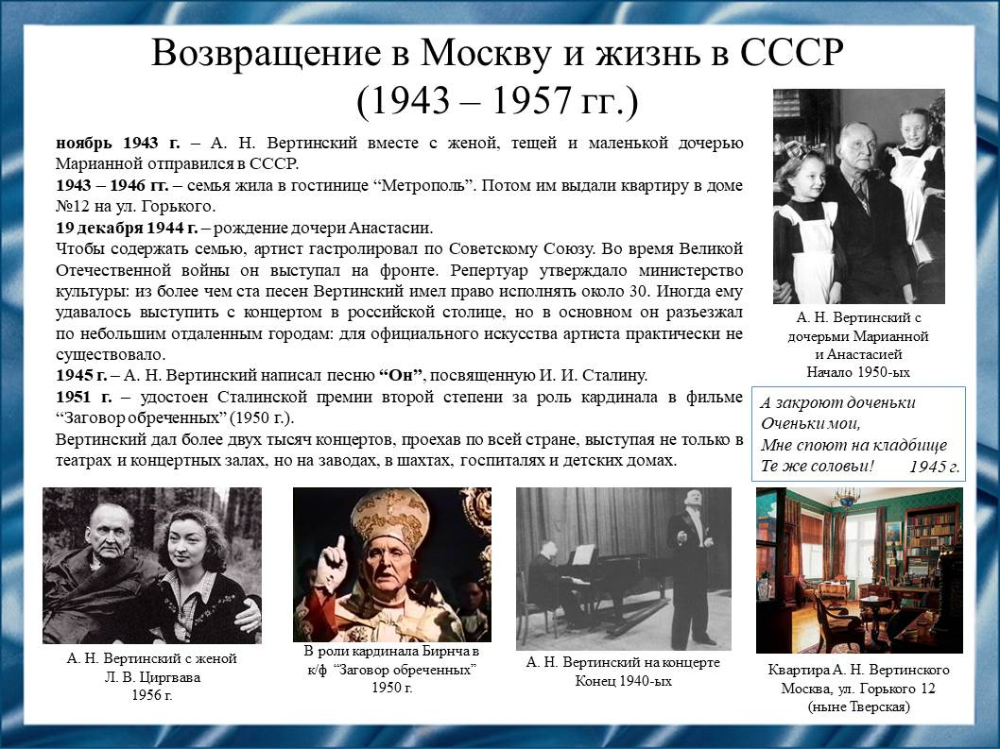 Возвращение в Москву и жизнь в СССР
(1943 – 1957 гг.)
ноябрь 1943 г. – А. Н. Вертинский вместе с женой, тещей и маленькой дочерью
Марианной отправился в СССР.
1943 – 1946 гг. – семья жила в гостинице “Метрополь”. Потом им выдали квартиру в доме
№12 на ул. Горького.
19 декабря 1944 г. – рождение дочери Анастасии.
Чтобы содержать семью, артист гастролировал по Советскому Союзу. Во время Великой
Отечественной войны он выступал на фронте. Репертуар утверждало министерство
культуры: из более чем ста песен Вертинский имел право исполнять около 30. Иногда ему
удавалось выступить с концертом в российской столице, но в основном он разъезжал
по небольшим отдаленным городам: для официального искусства артиста практически не
существовало.
1945 г. – А. Н. Вертинский написал песню “Он”, посвященную И. И. Сталину.
1951 г. – удостоен Сталинской премии второй степени за роль кардинала в фильме
“Заговор обреченных” (1950 г.).
Вертинский дал более двух тысяч концертов, проехав по всей стране, выступая не только в
театрах и концертных залах, но на заводах, в шахтах, госпиталях и детских домах.
А. Н. Вертинский с
дочерьми Марианной
и Анастасией
Начало 1950-ых
А закроют доченьки
Оченьки мои,
Мне споют на кладбище
Те же соловьи! 1945 г.
А. Н. Вертинский с женой
Л. В. Циргвава
1956 г.
В роли кардинала Бирнча в
к/ф “Заговор обреченных”
1950 г.
А. Н. Вертинский на концерте
Конец 1940-ых
Квартира А. Н. Вертинского
Москва, ул. Горького 12
(ныне Тверская)